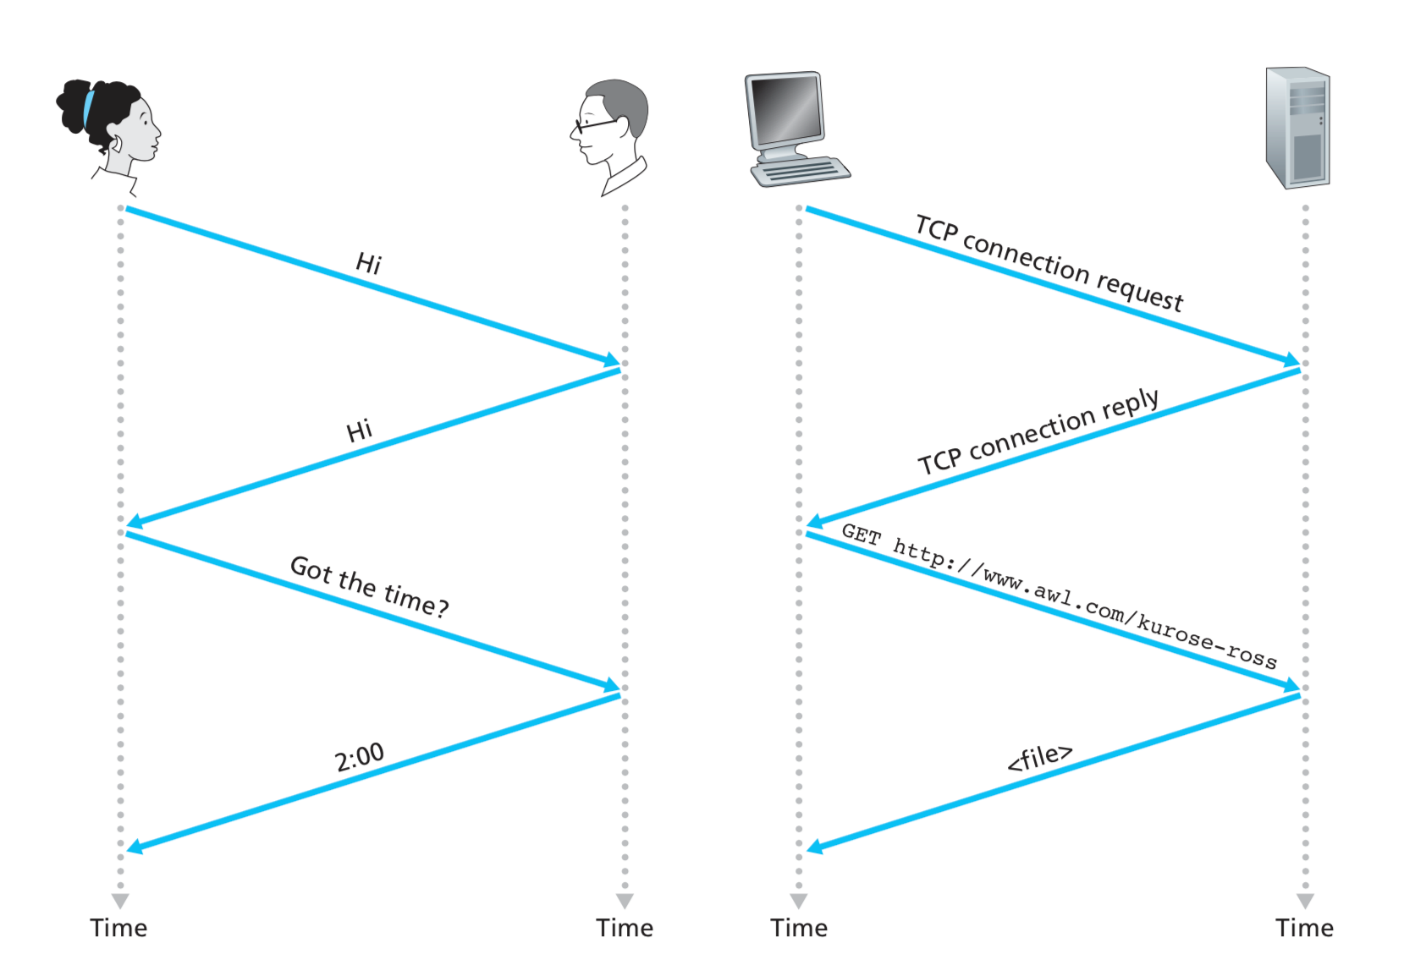 Hi
Hi
Got the time?
2:00
Time
Time
TCP connection request
TCP connection reply
GET http://www.awl.com/kurose-ross
<file>
Time
Time